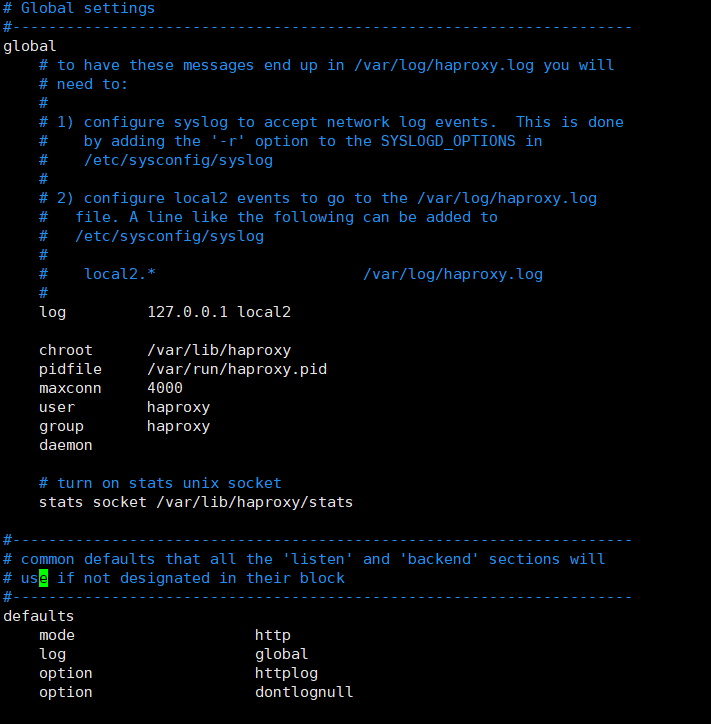 # Global settings
#---------------------------------------------------------------------
global
    # to have these messages end up in /var/log/haproxy.log you will
    # need to:
    #
    # 1) configure syslog to accept network log events.  This is done
    #    by adding the '-r' option to the SYSLOGD_OPTIONS in
    #    /etc/sysconfig/syslog
    #
    # 2) configure local2 events to go to the /var/log/haproxy.log
    #   file. A line like the following can be added to
    #   /etc/sysconfig/syslog
    #
    #    local2.*                       /var/log/haproxy.log
    #
    log         127.0.0.1 local2

    chroot      /var/lib/haproxy
    pidfile     /var/run/haproxy.pid
    maxconn     4000
    user        haproxy
    group       haproxy
    daemon

    # turn on stats unix socket
    stats socket /var/lib/haproxy/stats

#---------------------------------------------------------------------
# common defaults that all the 'listen' and 'backend' sections will
# use if not designated in their block
#---------------------------------------------------------------------
defaults
    mode                    http
    log                     global
    option                  httplog
    option                  dontlognull